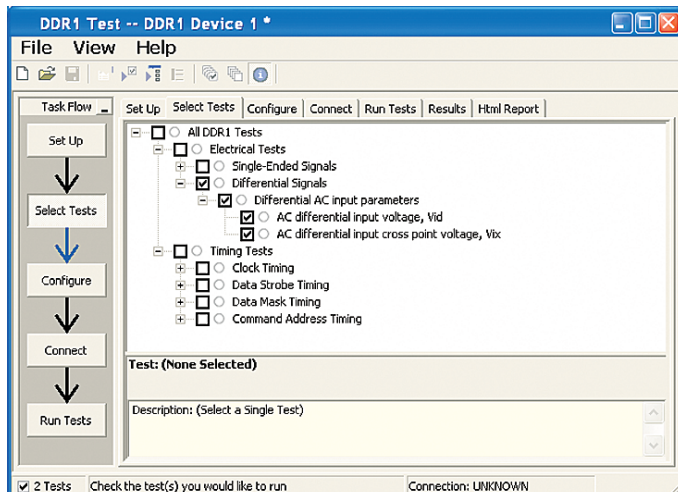 DDR1 Test -- DDR1 Device 1 *
File View Help
Task Flow
Set Up
Select Tests
Configure
Connect
Run Tests
Set Up Select Tests Configure Connect Run Tests Results Html Report
All DDR1 Tests
Electrical Tests
Single-Ended Signals
Differential Signals
Differential AC input parameters
AC differential input voltage, Vid
AC differential input cross point voltage, Vix
Timing Tests
Clock Timing
Data Strobe Timing
Data Mask Timing
Command Address Timing
Test: (None Selected)
Description: (Select a Single Test)
2 Tests Check the test(s) you would like to run Connection: UNKNOWN